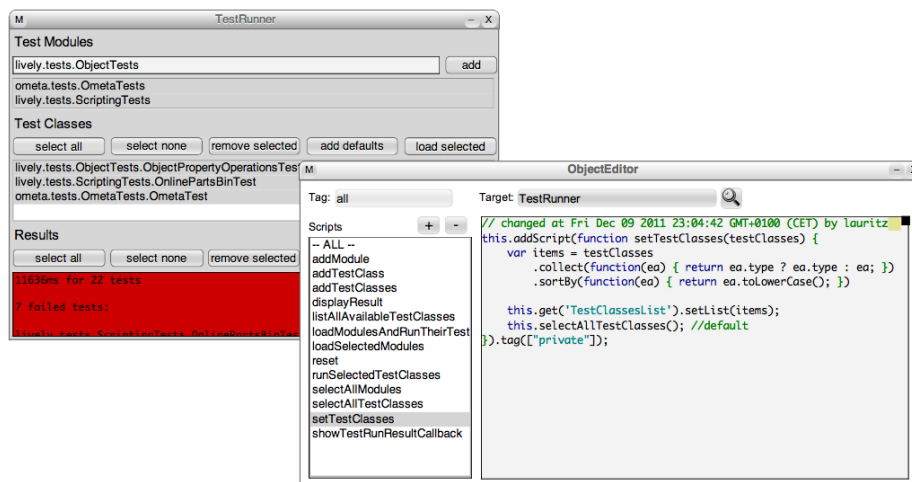 M TestRunner – X
Test Modules
lively.tests.ObjectTests add
ometa.tests.OmetaTests
lively.tests.ScriptingTests
Test Classes
select all select none remove selected add defaults load selected
lively.tests.ObjectTests.ObjectPropertyOperationsTest
lively.tests.ScriptingTests.OnlinePartsBinTest
ometa.tests.OmetaTests.OmetaTest
Results
select all select none remove selected
11636ms for 22 tests
7 failed tests:
lively.tests.ScriptingTests.OnlinePartsBinTes
M ObjectEditor –
Tag: all Target: TestRunner
Scripts + -
-- ALL --
addModule
addTestClass
addTestClasses
displayResult
listAllAvailableTestClasses
loadModulesAndRunTheirTest
loadSelectedModules
reset
runSelectedTestClasses
selectAllModules
selectAllTestClasses
setTestClasses
showTestRunResultCallback
// changed at Fri Dec 09 2011 23:04:42 GMT+0100 (CET) by lauritz
this.addScript(function setTestClasses(testClasses) {
    var items = testClasses
        .collect(function(ea) { return ea.type ? ea.type : ea; })
        .sortBy(function(ea) { return ea.toLowerCase(); })
    this.get('TestClassesList').setList(items);
    this.selectAllTestClasses(); //default
}).tag(["private"]);